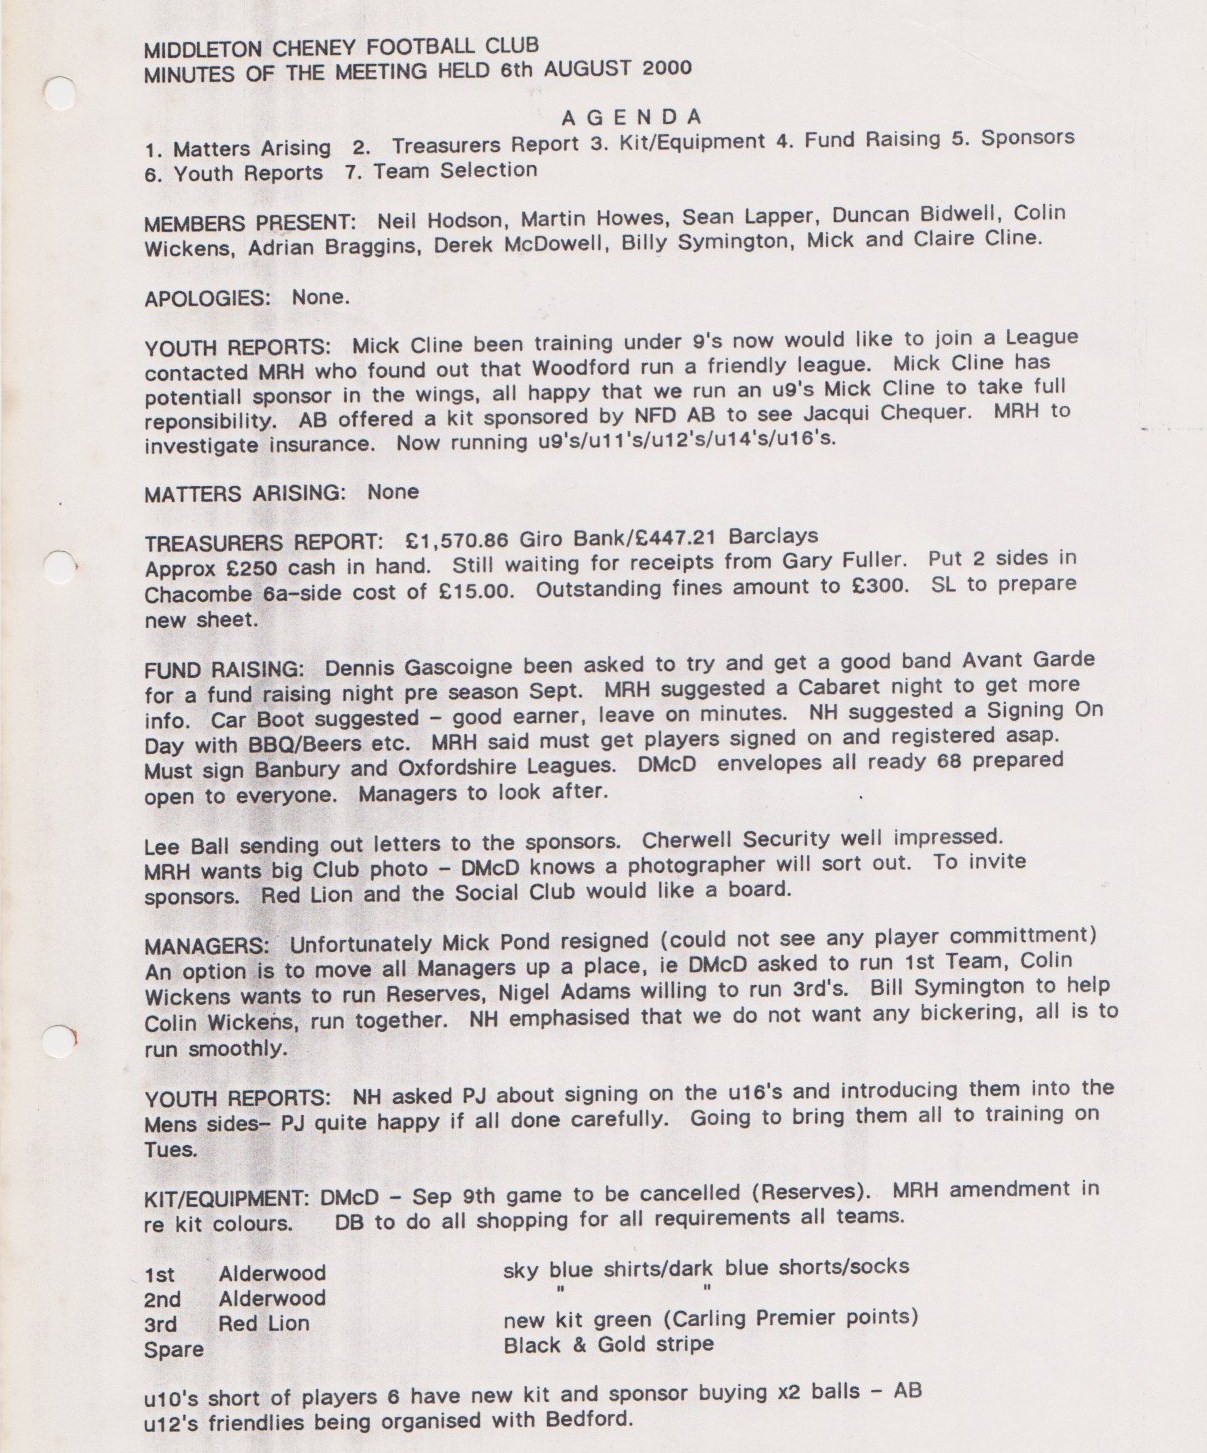 MIDDLETON CHENEY FOOTBALL CLUB
MINUTES OF THE MEETING HELD 6th AUGUST 2000
A G E N D A
1. Matters Arising 2. Treasurers Report 3. Kit/Equipment 4. Fund Raising 5. Sponsors
6. Youth Reports 7. Team Selection
MEMBERS PRESENT: Neil Hodson, Martin Howes, Sean Lapper, Duncan Bidwell, Colin
Wickens, Adrian Braggins, Derek McDowell, Billy Symington, Mick and Claire Cline.
APOLOGIES: None.
YOUTH REPORTS: Mick Cline been training under 9's now would like to join a League
contacted MRH who found out that Woodford run a friendly league. Mick Cline has
potentiall sponsor in the wings, all happy that we run an u9's Mick Cline to take full
reponsibility. AB offered a kit sponsored by NFD AB to see Jacqui Chequer. MRH to
investigate insurance. Now running u9's/u11's/u12's/u14's/u16's.
MATTERS ARISING: None
TREASURERS REPORT: £1,570.86 Giro Bank/£447.21 Barclays
Approx £250 cash in hand. Still waiting for receipts from Gary Fuller. Put 2 sides in
Chacombe 6a-side cost of £15.00. Outstanding fines amount to £300. SL to prepare
new sheet.
FUND RAISING: Dennis Gascoigne been asked to try and get a good band Avant Garde
for a fund raising night pre season Sept. MRH suggested a Cabaret night to get more
info. Car Boot suggested - good earner, leave on minutes. NH suggested a Signing On
Day with BBQ/Beers etc. MRH said must get players signed on and registered asap.
Must sign Banbury and Oxfordshire Leagues. DMcD envelopes all ready 68 prepared
open to everyone. Managers to look after.
Lee Ball sending out letters to the sponsors. Cherwell Security well impressed.
MRH wants big Club photo - DMcD knows a photographer will sort out. To invite
sponsors. Red Lion and the Social Club would like a board.
MANAGERS: Unfortunately Mick Pond resigned (could not see any player committment)
An option is to move all Managers up a place, ie DMcD asked to run 1st Team, Colin
Wickens wants to run Reserves, Nigel Adams willing to run 3rd's. Bill Symington to help
Colin Wickens, run together. NH emphasised that we do not want any bickering, all is to
run smoothly.
YOUTH REPORTS: NH asked PJ about signing on the u16's and introducing them into the
Mens sides- PJ quite happy if all done carefully. Going to bring them all to training on
Tues.
KIT/EQUIPMENT: DMcD - Sep 9th game to be cancelled (Reserves). MRH amendment in
re kit colours. DB to do all shopping for all requirements all teams.
1st Alderwood sky blue shirts/dark blue shorts/socks
2nd Alderwood " "
3rd Red Lion new kit green (Carling Premier points)
Spare Black & Gold stripe
u10's short of players 6 have new kit and sponsor buying x2 balls - AB
u12's friendlies being organised with Bedford.